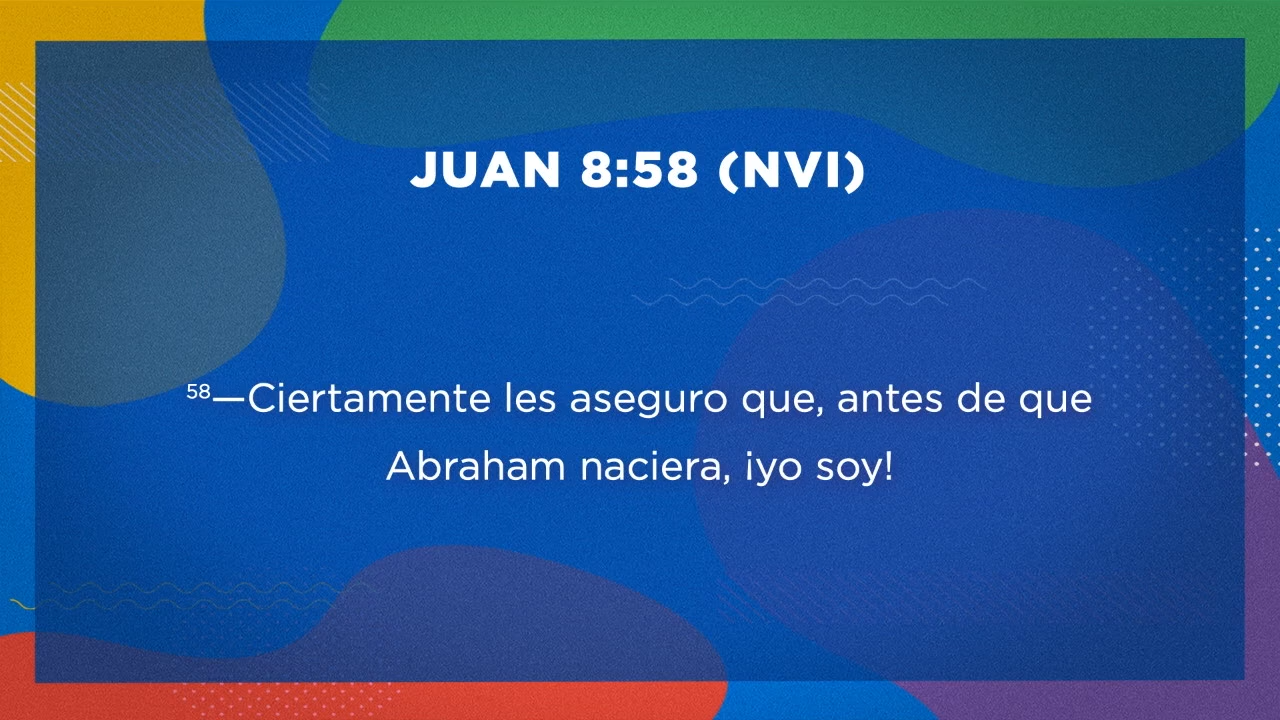 JUAN 8:58 (NVI)
58—Ciertamente les aseguro que, antes de que
Abraham naciera, ¡yo soy!